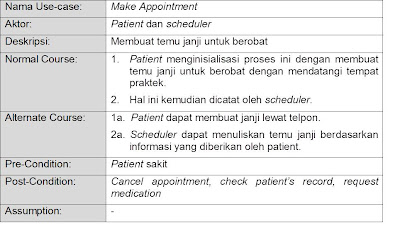 Nama Use-case: Make Appointment
Aktor: Patient dan scheduler
Deskripsi: Membuat temu janji untuk berobat
Normal Course: 1. Patient menginisialisasi proses ini dengan membuat
temu janji untuk berobat dengan mendatangi tempat
praktek.
2. Hal ini kemudian dicatat oleh scheduler.
Alternate Course: 1a. Patient dapat membuat janji lewat telpon.
2a. Scheduler dapat menuliskan temu janji berdasarkan
informasi yang diberikan oleh patient.
Pre-Condition: Patient sakit
Post-Condition: Cancel appointment, check patient's record, request
medication
Assumption: -